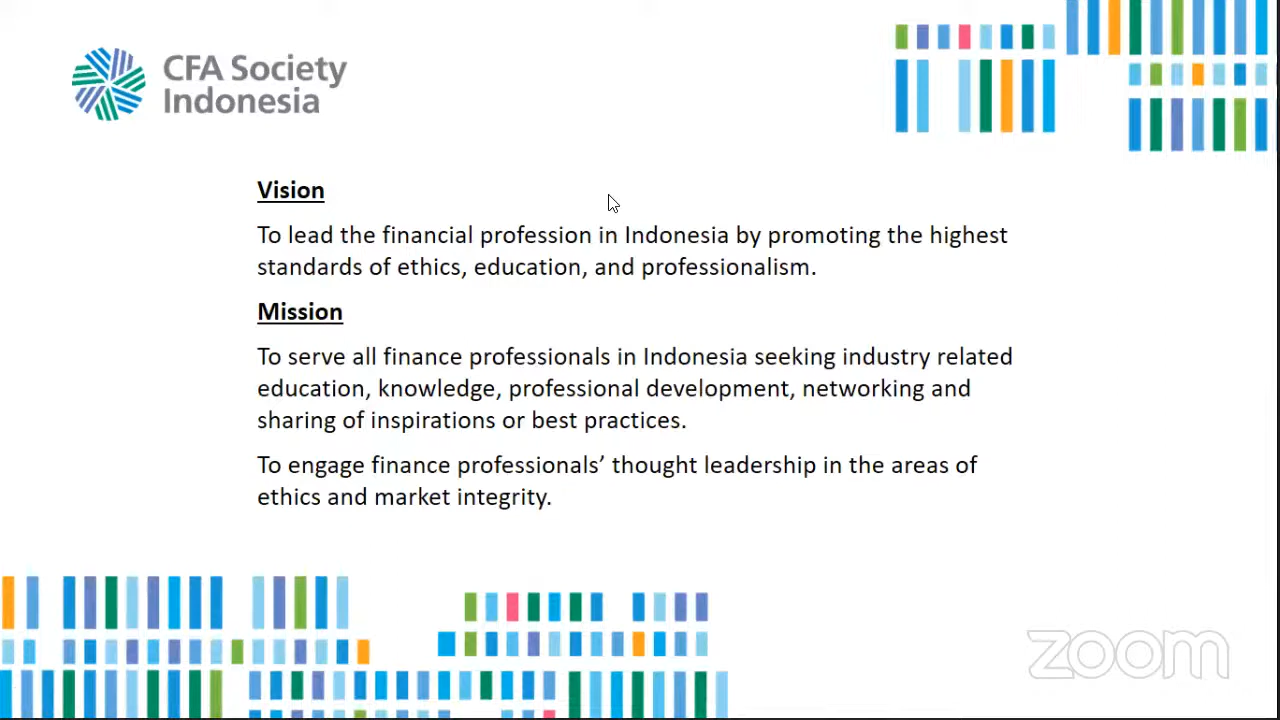 CFA Society
Indonesia
Vision
To lead the financial profession in Indonesia by promoting the highest
standards of ethics, education, and professionalism.
Mission
To serve all finance professionals in Indonesia seeking industry related
education, knowledge, professional development, networking and
sharing of inspirations or best practices.
To engage finance professionals’ thought leadership in the areas of
ethics and market integrity.
zoom